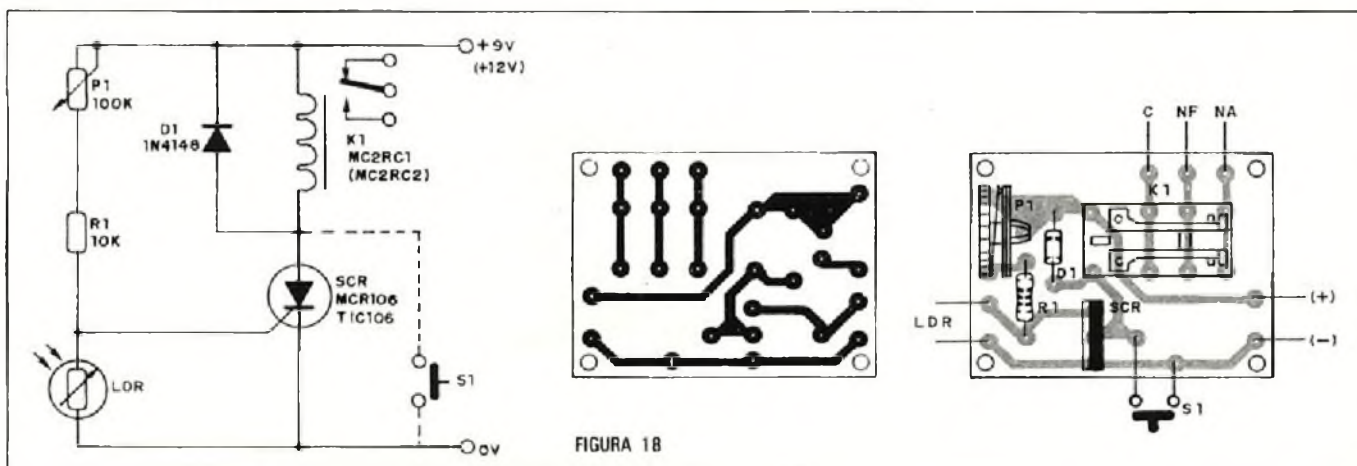 P1
100K
R1
10K
LDR
D1
1N4148
K1
MC2RC1
(MC2RC2)
+9V
(+12V)
SCR
MCR106
TIC106
S1
0V
FIGURA 18
C NF NA
K1
P1
D1
R1
SCR
LDR
(+)
(—)
S1